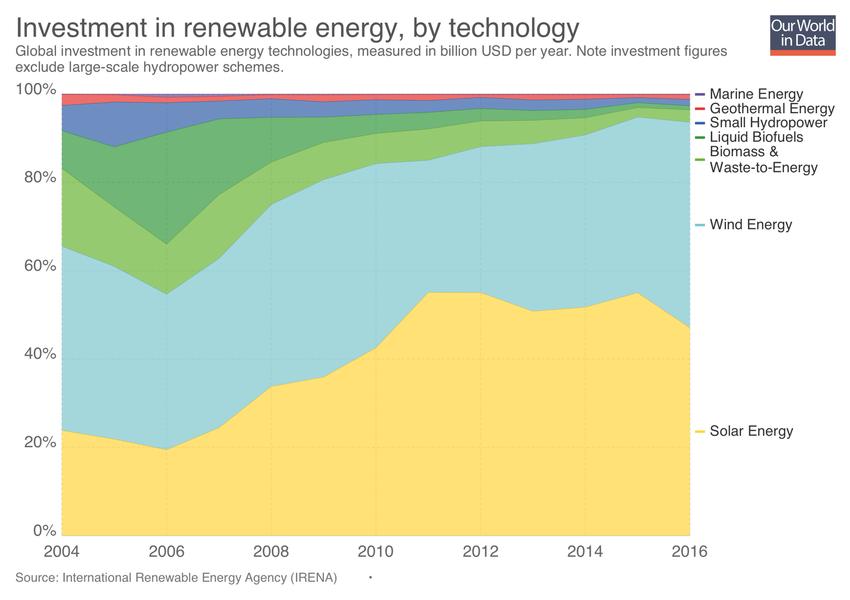 Investment in renewable energy, by technology
Global investment in renewable energy technologies, measured in billion USD per year. Note investment figures
exclude large-scale hydropower schemes.
Our World
in Data
100%
80%
60%
40%
20%
0%
2004
2006
2008
2010
2012
2014
2016
Marine Energy
Geothermal Energy
Small Hydropower
Liquid Biofuels
Biomass &
Waste-to-Energy
Wind Energy
Solar Energy
Source: International Renewable Energy Agency (IRENA) •